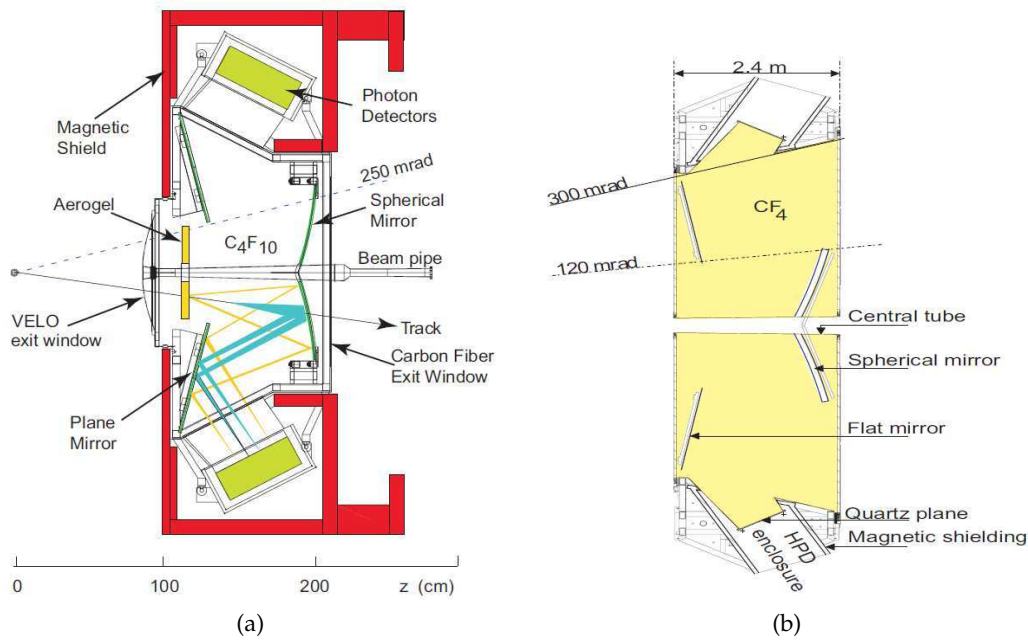 Magnetic
Shield
Aerogel
VELO
exit window
Plane
Mirror
Photon
Detectors
250 mrad
Spherical
Mirror
C4F10
Beam pipe
Track
Carbon Fiber
Exit Window
0
100
200
z (cm)
(a)
2.4 m
300 mrad
CF4
120 mrad
Central tube
Spherical mirror
Flat mirror
Quartz plane
Magnetic shielding
HPD
enclosure
(b)